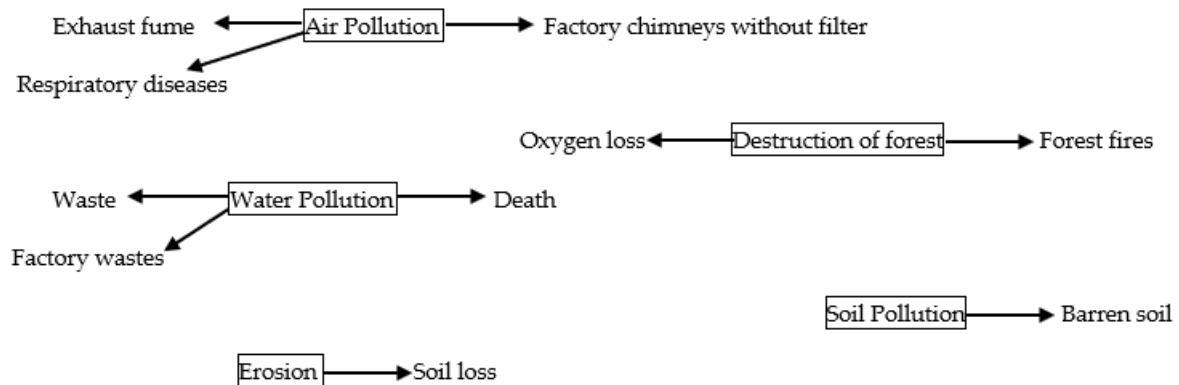 Exhaust fume Air Pollution Factory chimneys without filter
Respiratory diseases
Oxygen loss Destruction of forest Forest fires
Waste Water Pollution Death
Factory wastes
Soil Pollution Barren soil
Erosion Soil loss